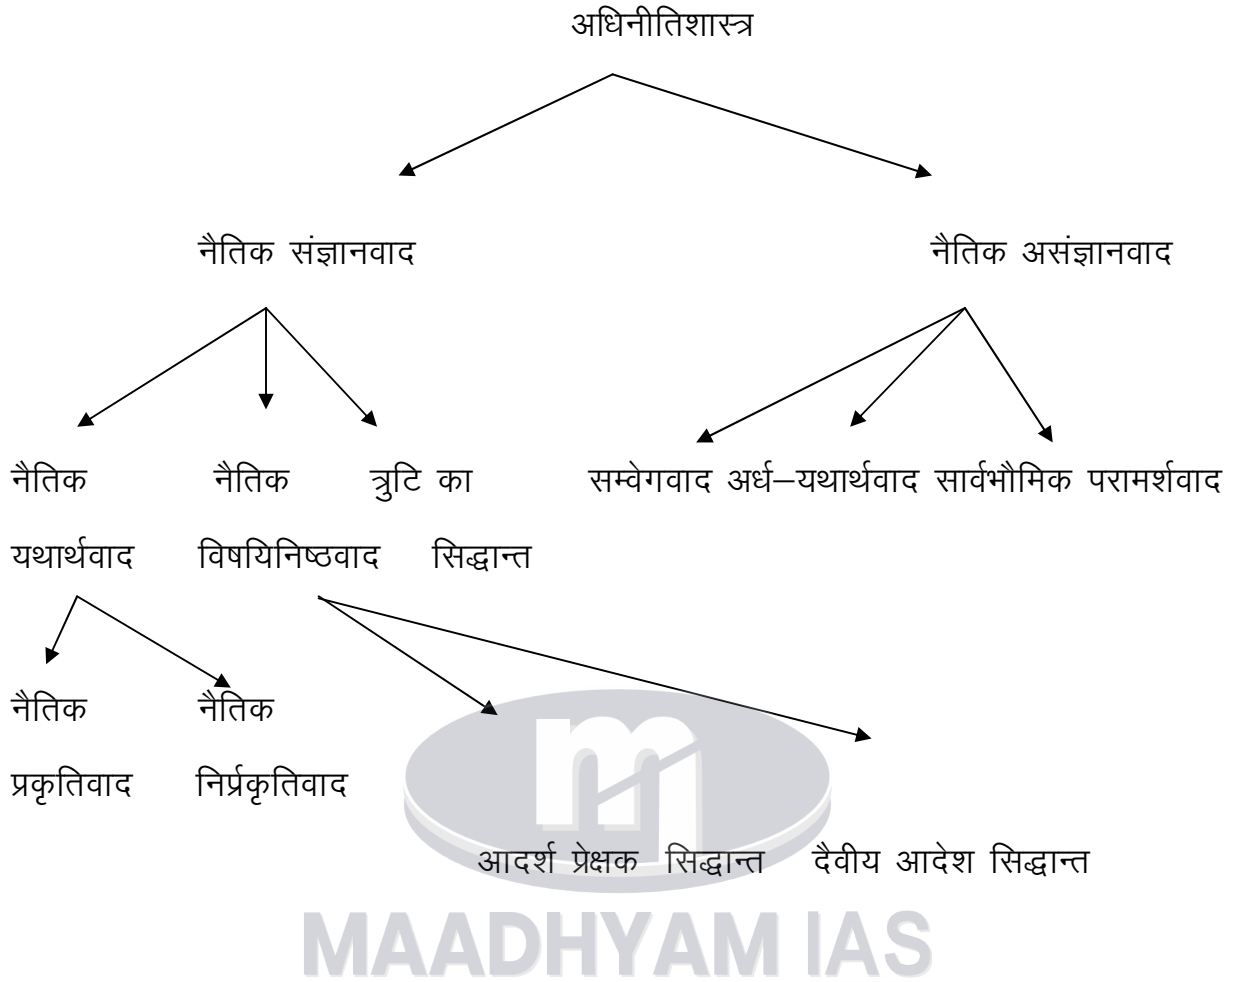 अधिनीतिशास्त्र
नैतिक संज्ञानवाद नैतिक असंज्ञानवाद
नैतिक नैतिक त्रुटि का सम्वेगवाद अर्ध–यथार्थवाद सार्वभौमिक परामर्शवाद
यथार्थवाद विषयिनिष्ठवाद सिद्धान्त
नैतिक नैतिक
प्रकृतिवाद निर्प्रकृतिवाद
आदर्श प्रेक्षक सिद्धान्त दैवीय आदेश सिद्धान्त
MAADHYAM IAS